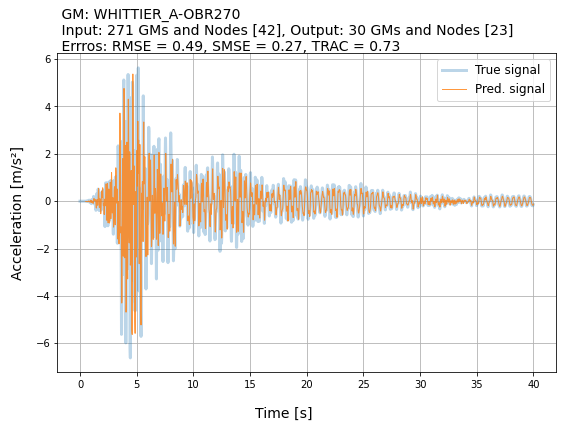 GM: WHITTIER_A-OBR270
Input: 271 GMs and Nodes [42], Output: 30 GMs and Nodes [23]
Erros: RMSE = 0.49, SMSE = 0.27, TRAC = 0.73
True signal
Pred. signal
Acceleration [m/s²]
6
4
2
0
−2
−4
−6
0
5
10
15
20
25
30
35
40
Time [s]